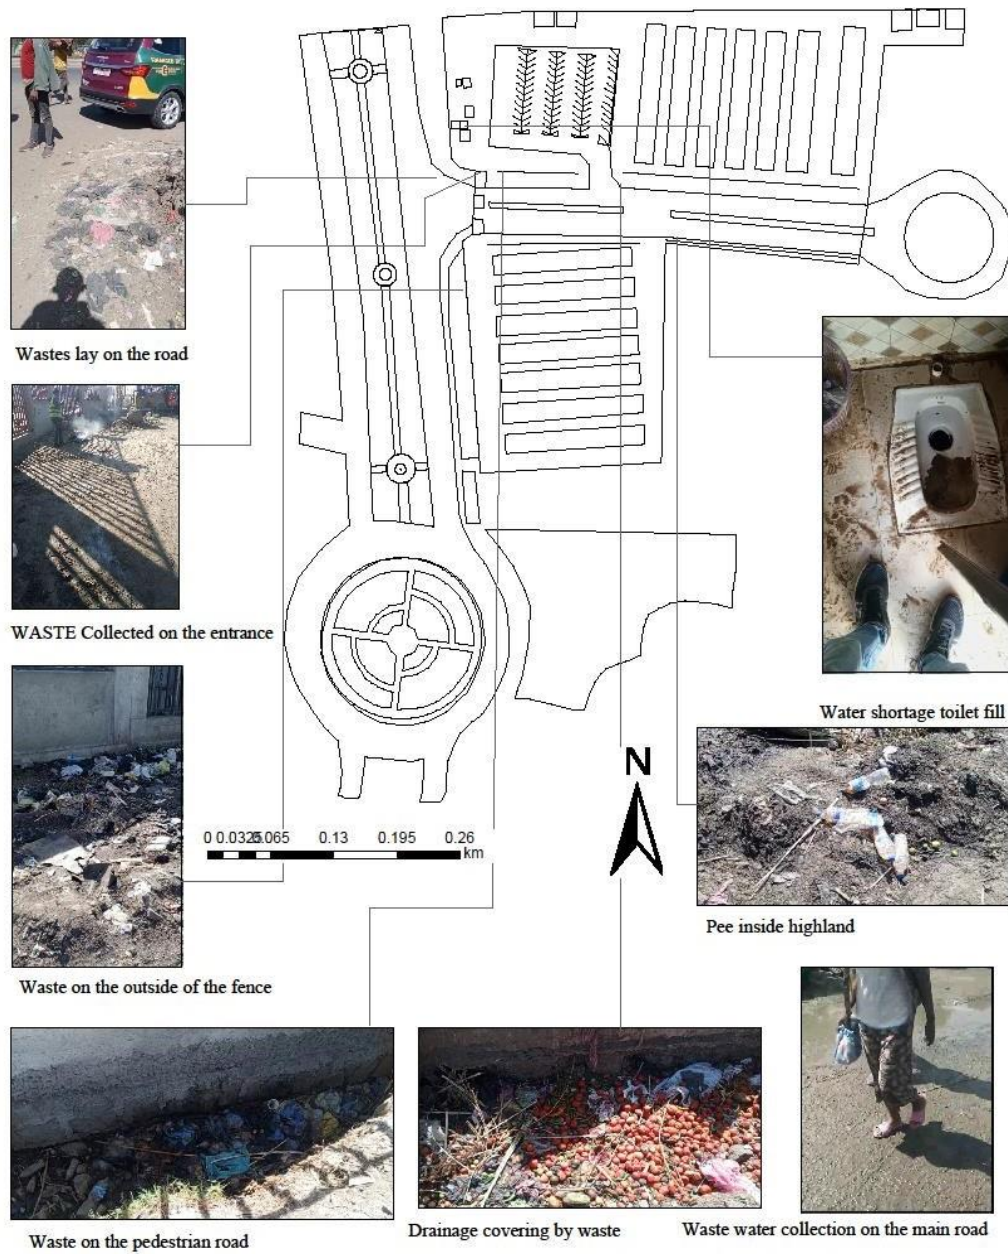 Wastes lay on the road
WASTE Collected on the entrance
Water shortage toilet fill
N
0 0.0325 0.065 0.13 0.195 0.26
km
Pee inside highland
Waste on the outside of the fence
Waste on the pedestrian road
Drainage covering by waste
Waste water collection on the main road